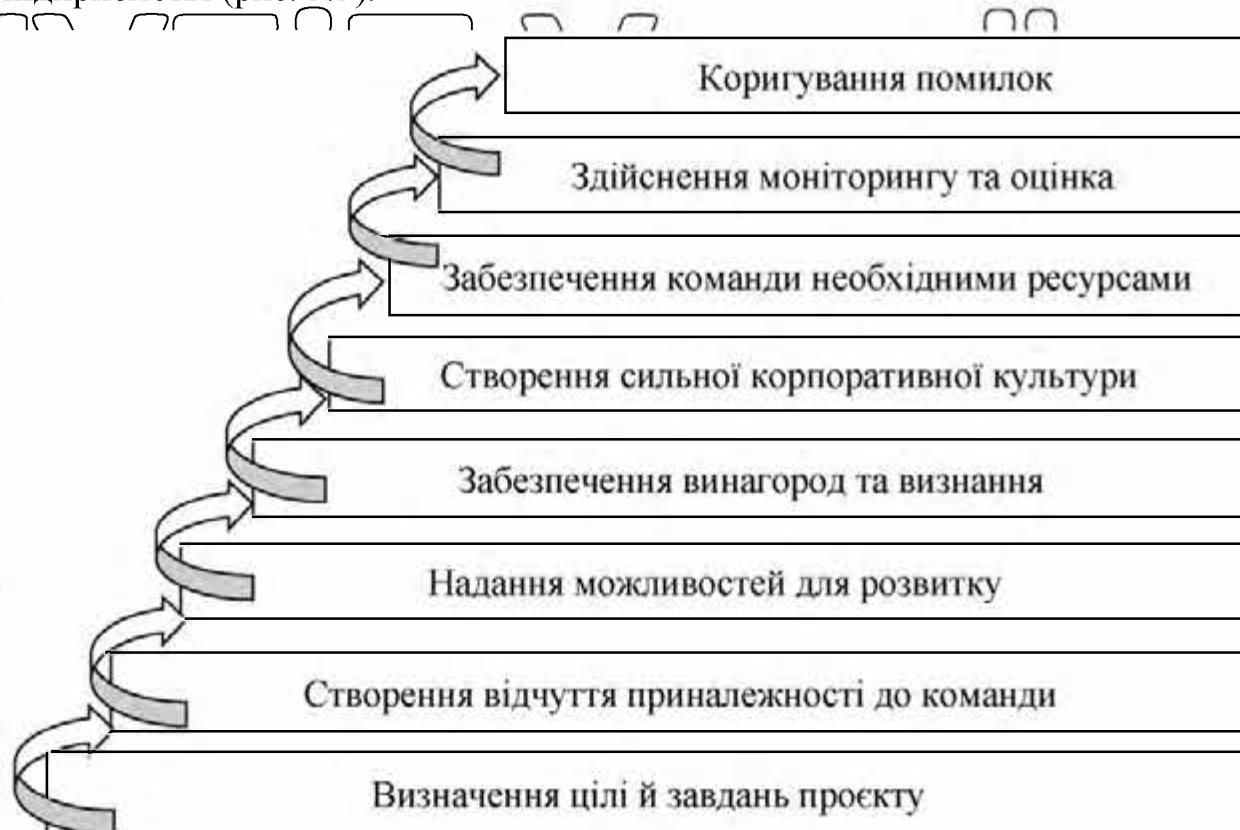 Коригування помилок
Здійснення моніторингу та оцінка
Забезпечення команди необхідними ресурсами
Створення сильної корпоративної культури
Забезпечення винагород та визнання
Надання можливостей для розвитку
Створення відчуття приналежності до команди
Визначення цілі й завдань проєкту